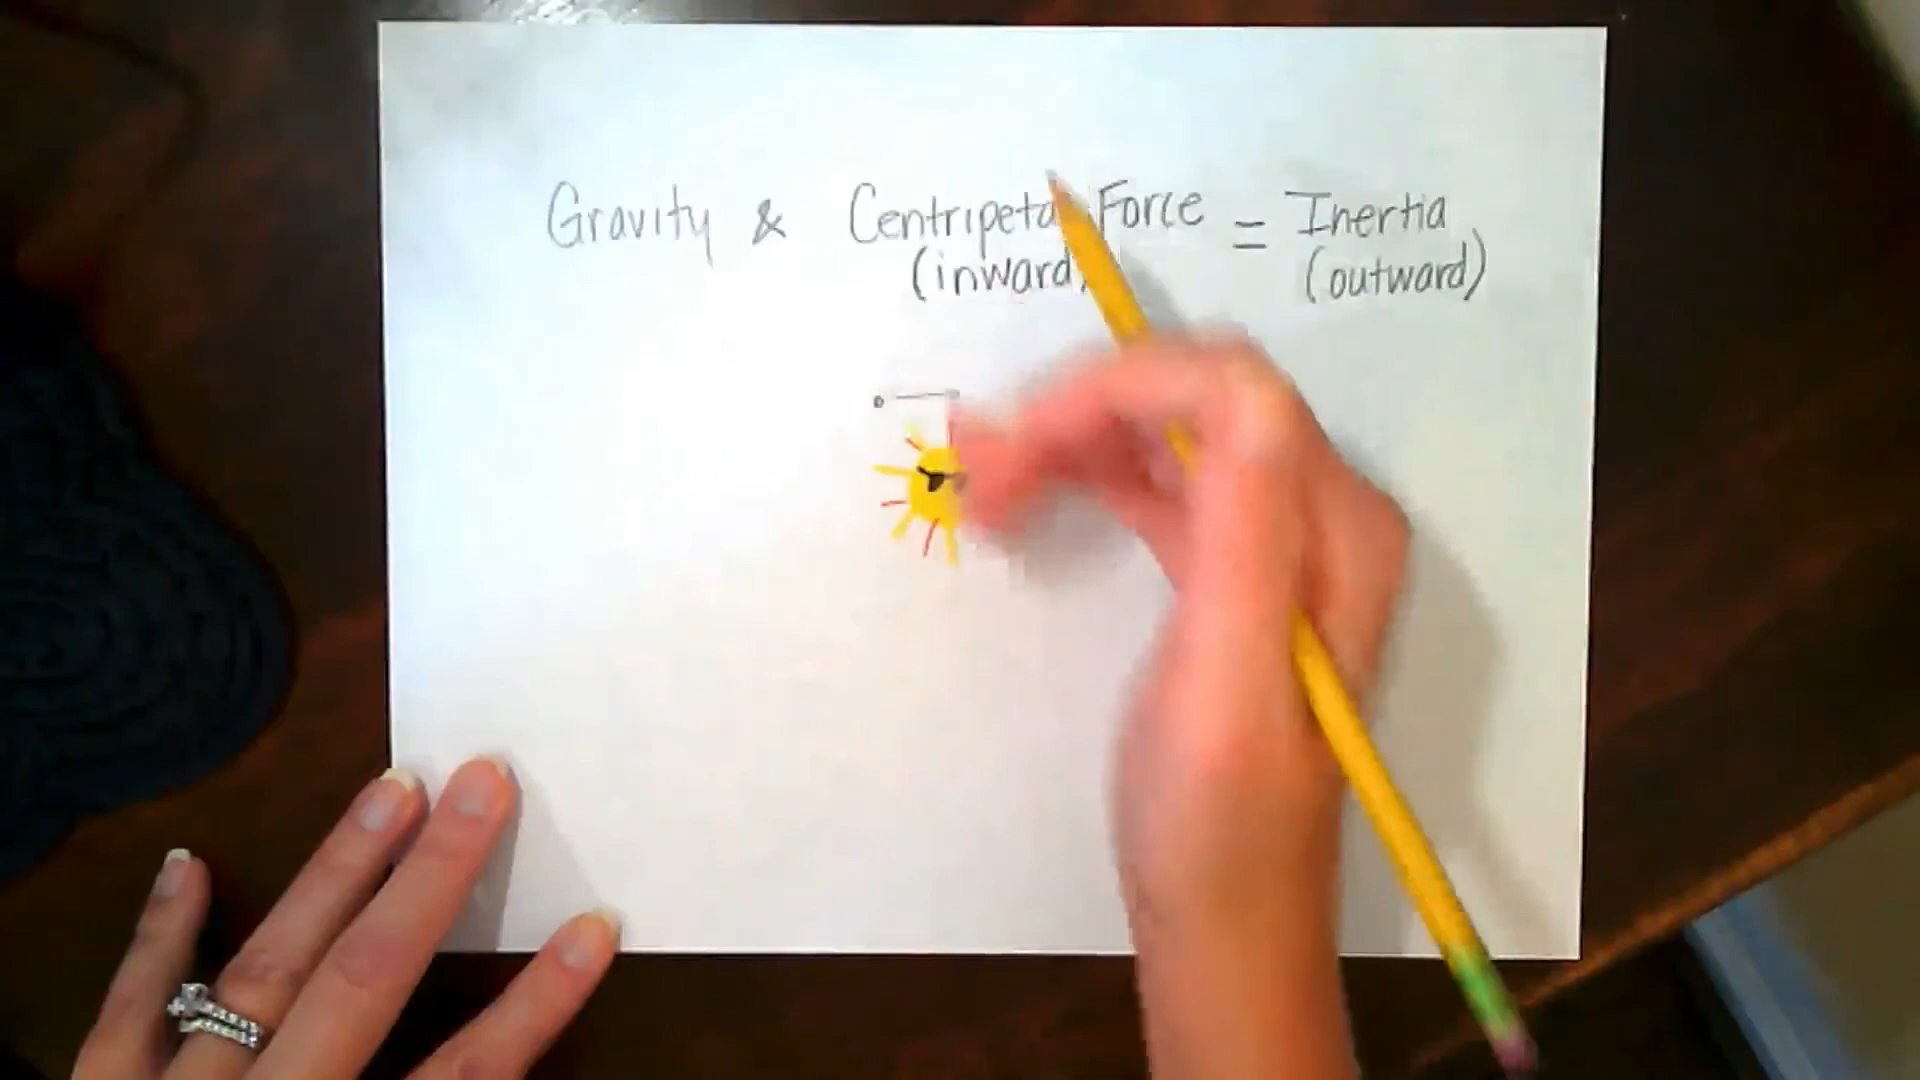 Gravity & Centripetal Force = Inertia
(inward) (outward)